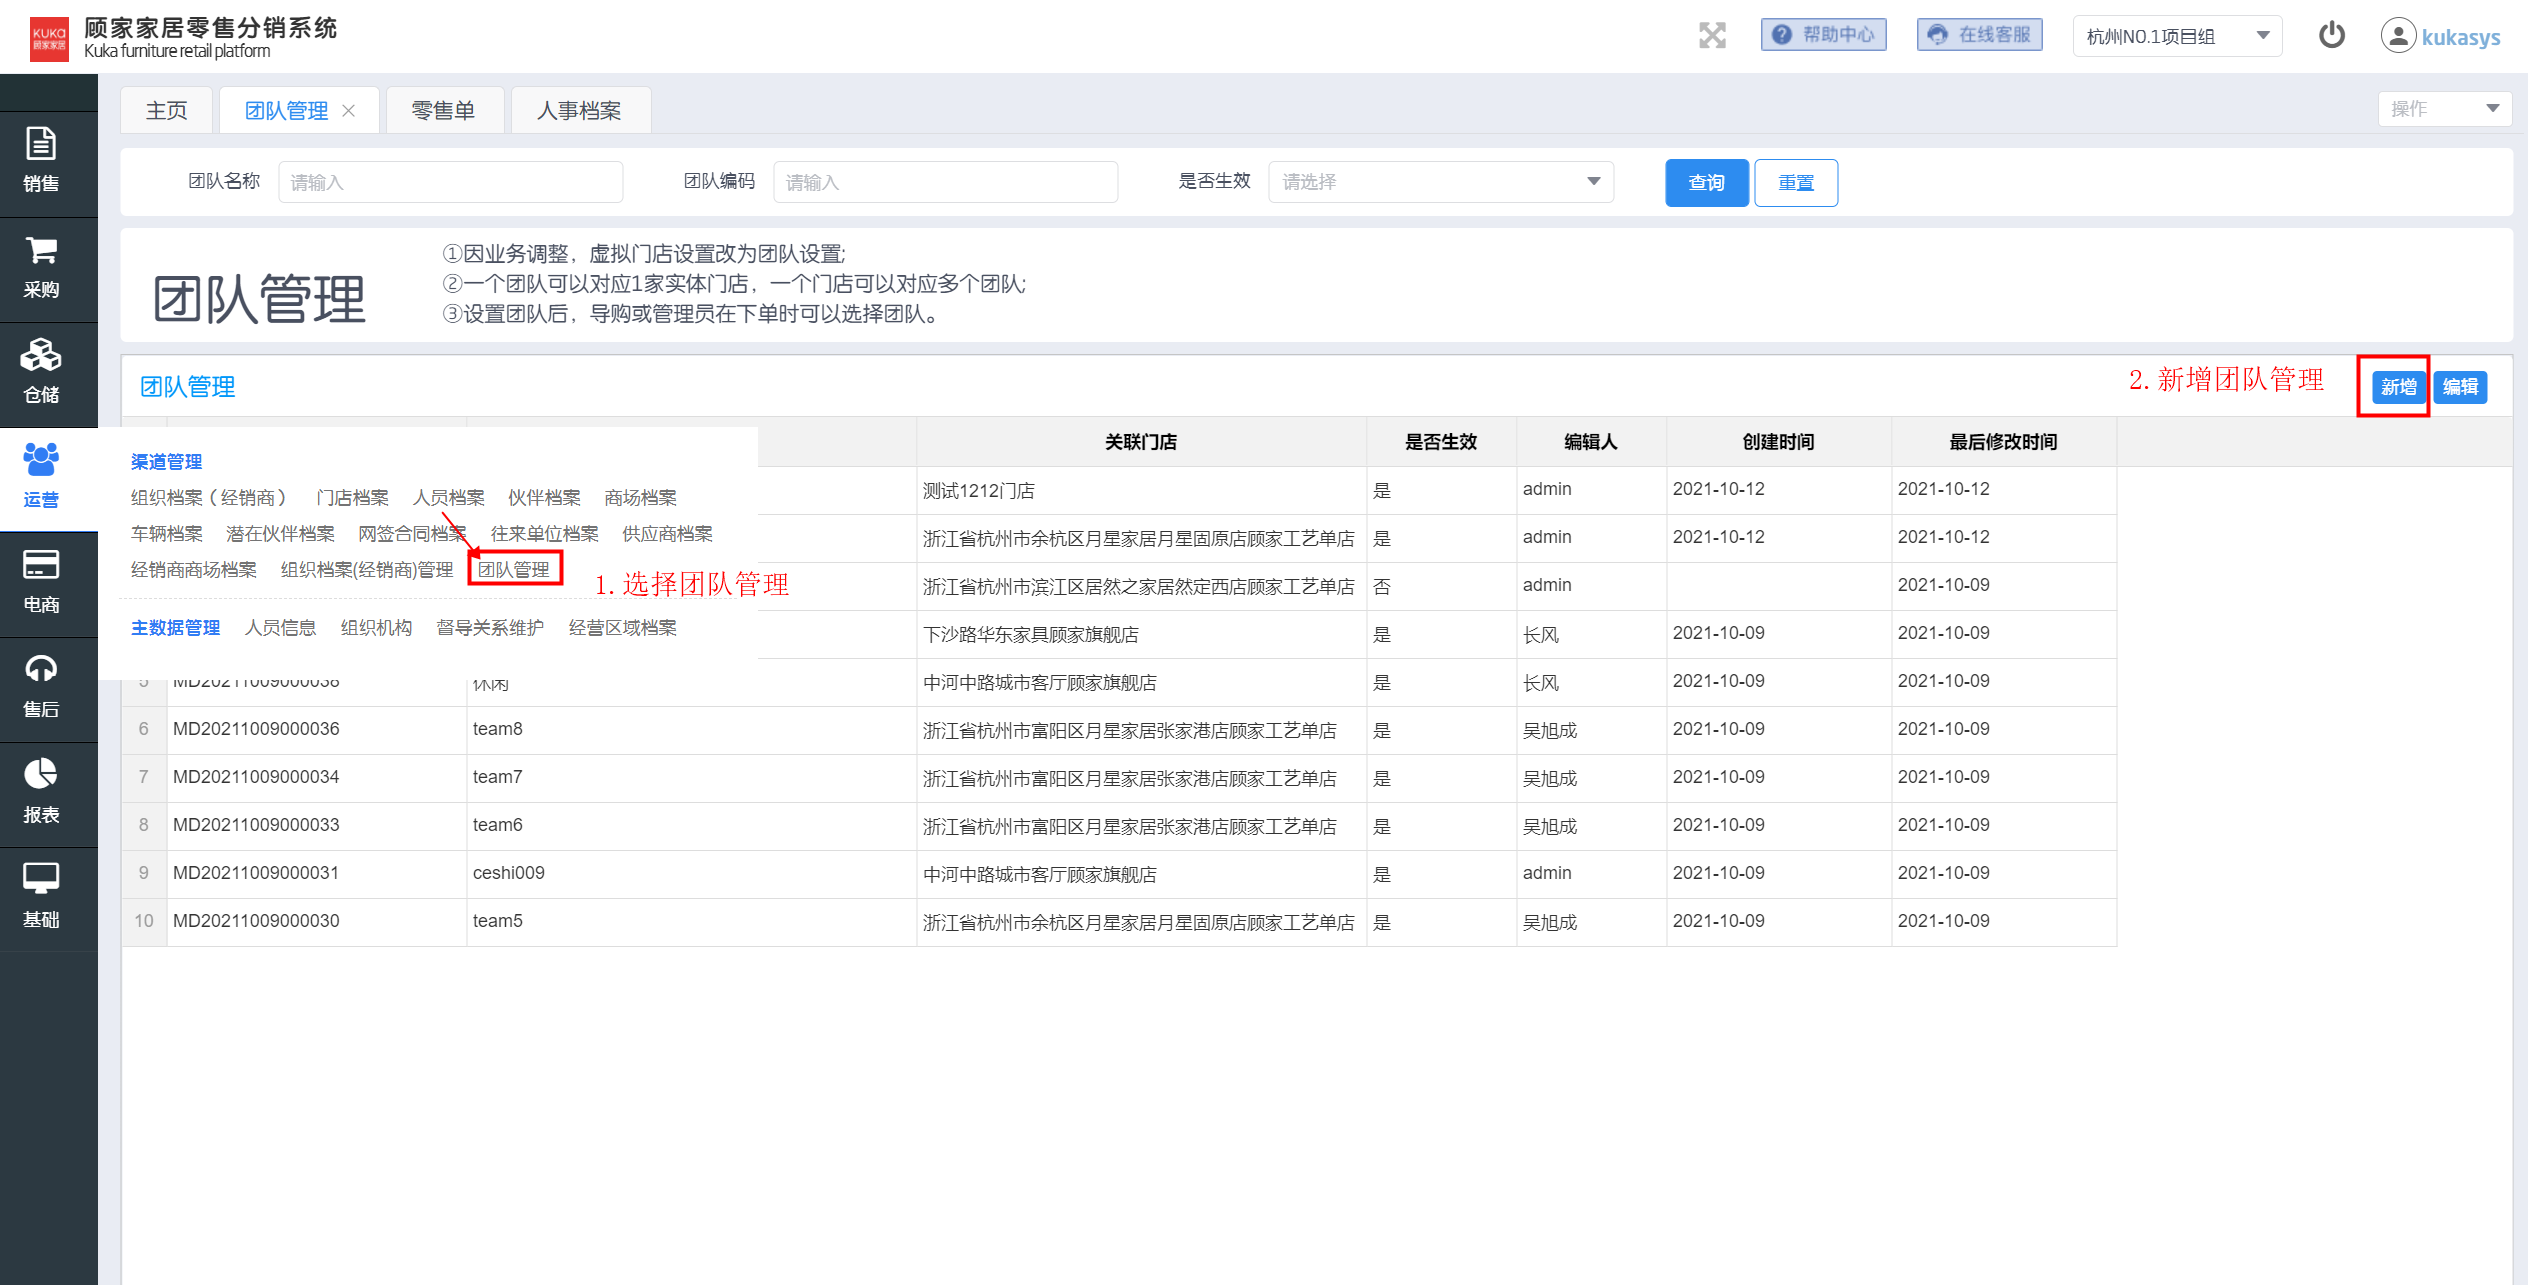 KUKa
顾家家居
顾家家居零售分销系统
Kuka furniture retail platform
帮助中心
在线客服
杭州NO.1项目组
kukasys
主页 团队管理 零售单 人事档案 操作
团队名称 请输入 团队编码 请输入 是否生效 请选择 查询 重置
团队管理
①因业务调整，虚拟门店设置改为团队设置;
②一个团队可以对应1家实体门店，一个门店可以对应多个团队;
③设置团队后，导购或管理员在下单时可以选择团队。
团队管理 2.新增团队管理 新增 编辑
销售
采购
仓储
运营
电商
售后
报表
基础
渠道管理
组织档案（经销商） 门店档案 人员档案 伙伴档案 商场档案
车辆档案 潜在伙伴档案 网签合同档案 往来单位档案 供应商档案
经销商商场档案 组织档案(经销商)管理 团队管理
1.选择团队管理
主数据管理 人员信息 组织机构 督导关系维护 经营区域档案
关联门店 是否生效 编辑人 创建时间 最后修改时间
测试1212门店 是 admin 2021-10-12 2021-10-12
浙江省杭州市余杭区月星家居月星固原店顾家工艺单店 是 admin 2021-10-12 2021-10-12
浙江省杭州市滨江区居然之家居然定西店顾家工艺单店 否 admin 2021-10-09
下沙路华东家具顾家旗舰店 是 长风 2021-10-09 2021-10-09
5 MD20211009000038 休闲 中河中路城市客厅顾家旗舰店 是 长风 2021-10-09 2021-10-09
6 MD20211009000036 team8 浙江省杭州市富阳区月星家居张家港店顾家工艺单店 是 吴旭成 2021-10-09 2021-10-09
7 MD20211009000034 team7 浙江省杭州市富阳区月星家居张家港店顾家工艺单店 是 吴旭成 2021-10-09 2021-10-09
8 MD20211009000033 team6 浙江省杭州市富阳区月星家居张家港店顾家工艺单店 是 吴旭成 2021-10-09 2021-10-09
9 MD20211009000031 ceshi009 中河中路城市客厅顾家旗舰店 是 admin 2021-10-09 2021-10-09
10 MD20211009000030 team5 浙江省杭州市余杭区月星家居月星固原店顾家工艺单店 是 吴旭成 2021-10-09 2021-10-09